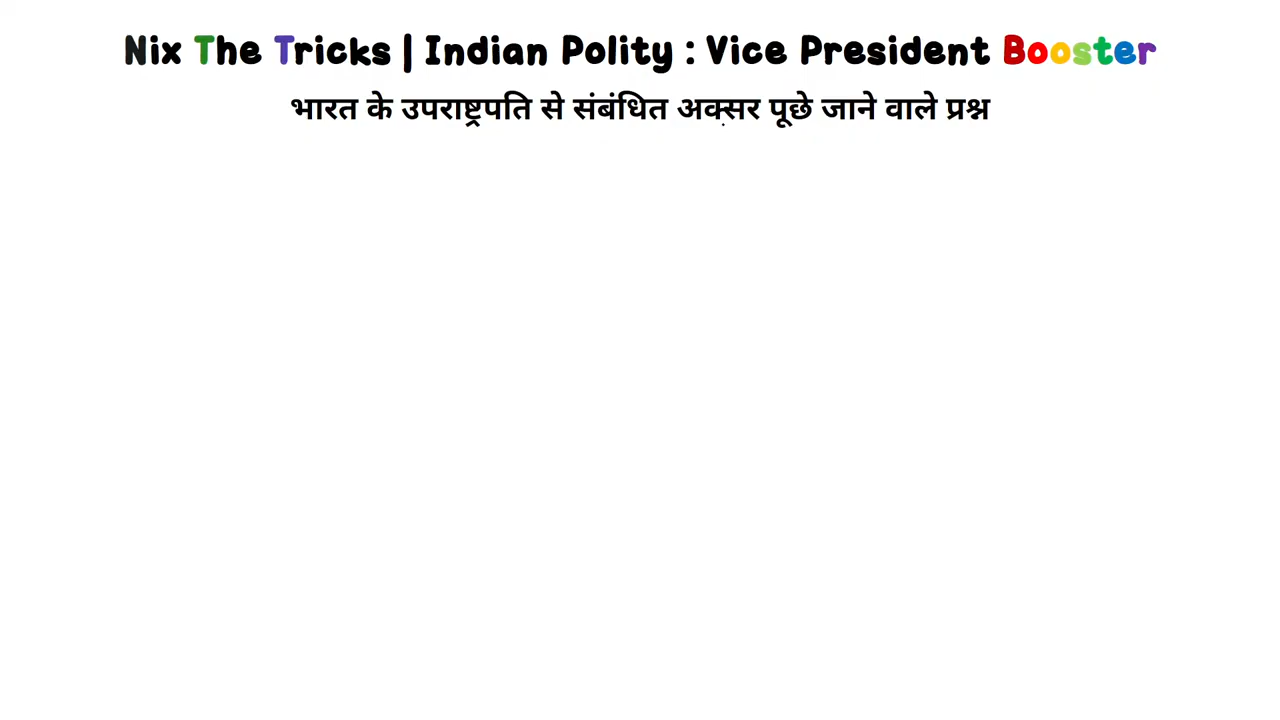 Nix The Tricks | Indian Polity : Vice President Booster
भारत के उपराष्ट्रपति से संबंधित अक्सर पूछे जाने वाले प्रश्न